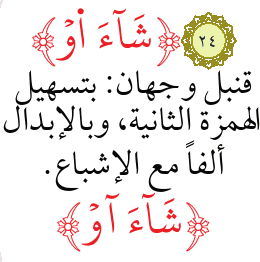 ٢٤ ﴿شَآءَ اَ۬وْ﴾
قنبل وجهان: بتسهيل
الهمزة الثانية، وبالإبدال
ألفاً مع الإشباع.
﴿شَآءَ آوْ﴾